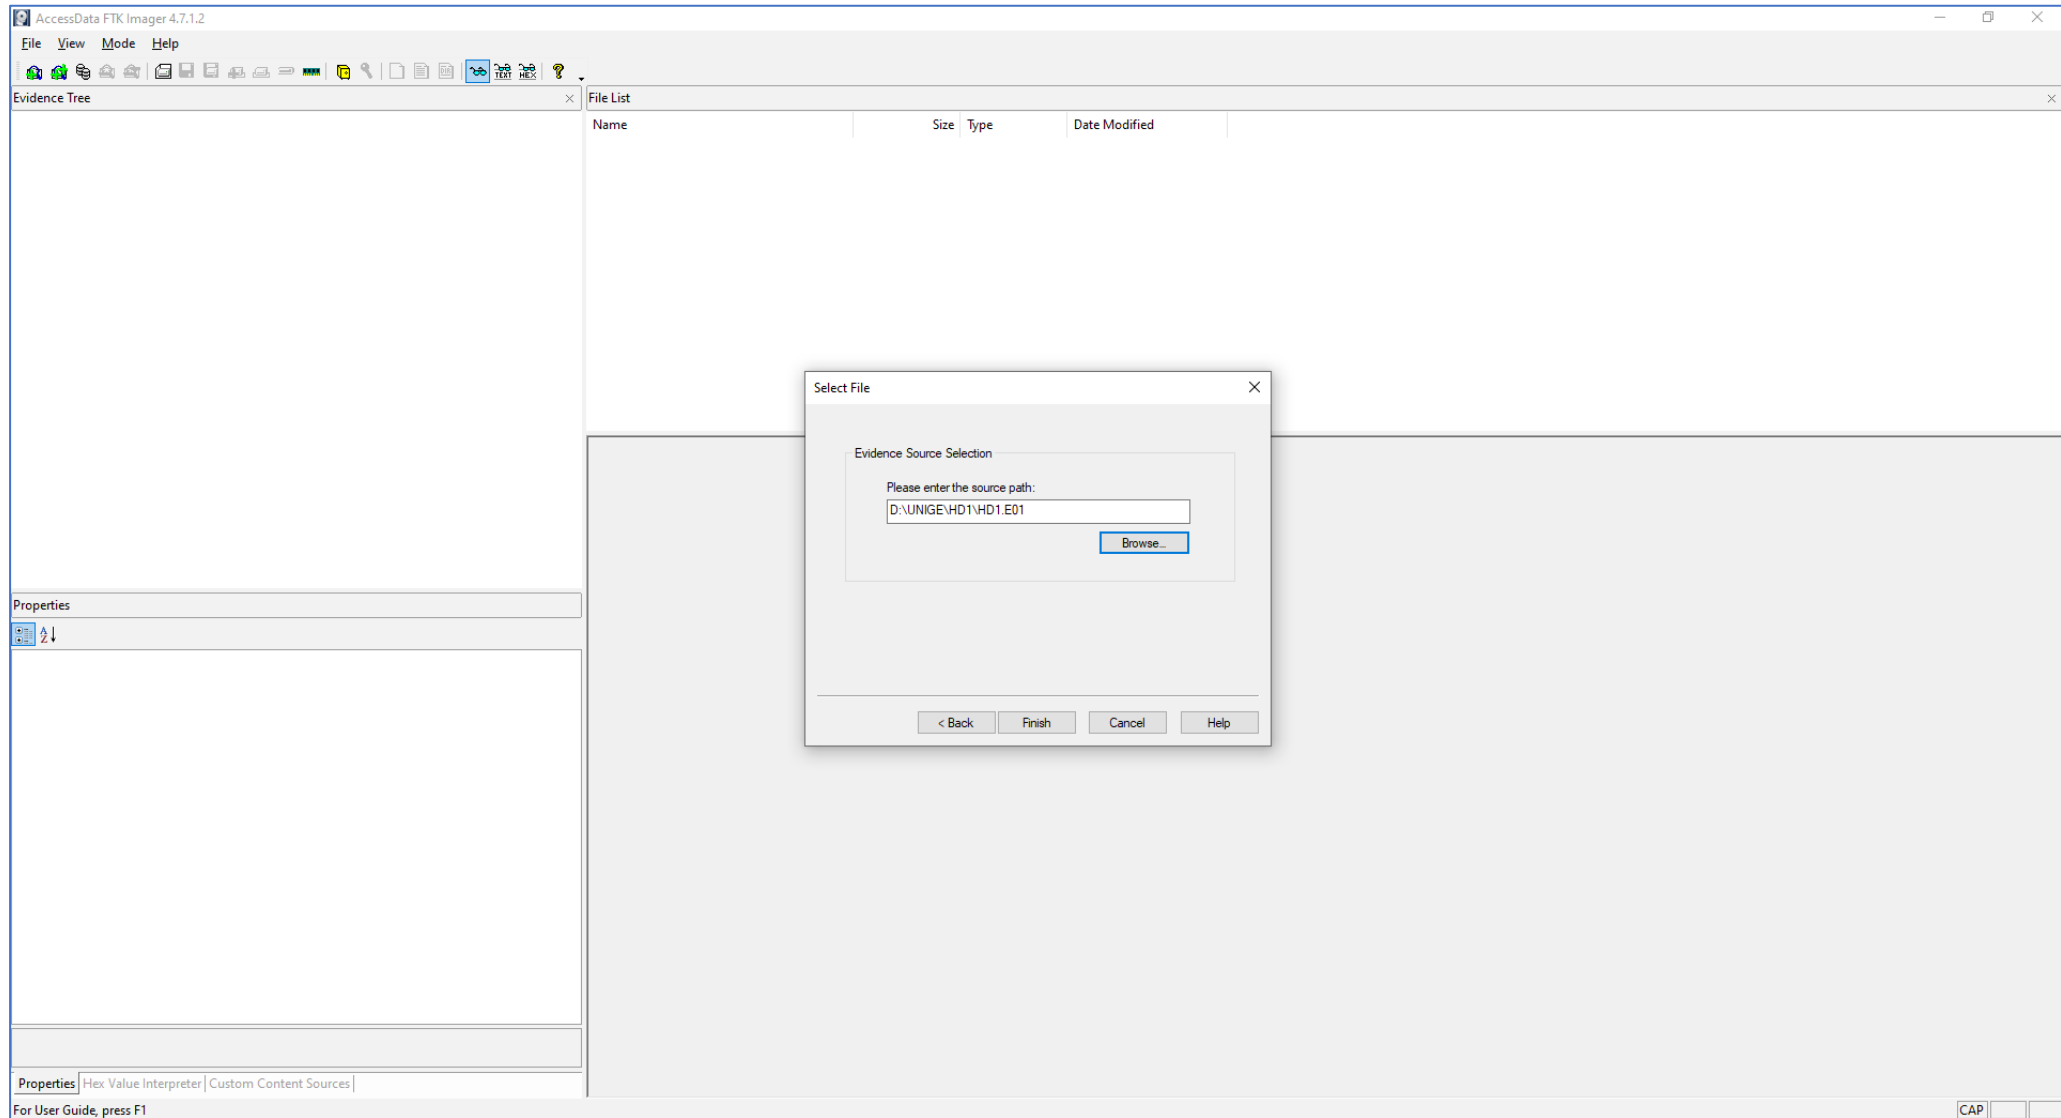 AccessData FTK Imager 4.7.1.2
File View Mode Help
TEXT HEX
Evidence Tree
File List
Name Size Type Date Modified
Select File
Evidence Source Selection
Please enter the source path:
D:\UNIGE\HD1\HD1.E01
Browse...
< Back Finish Cancel Help
Properties
A
Z
Properties Hex Value Interpreter Custom Content Sources
For User Guide, press F1
CAP